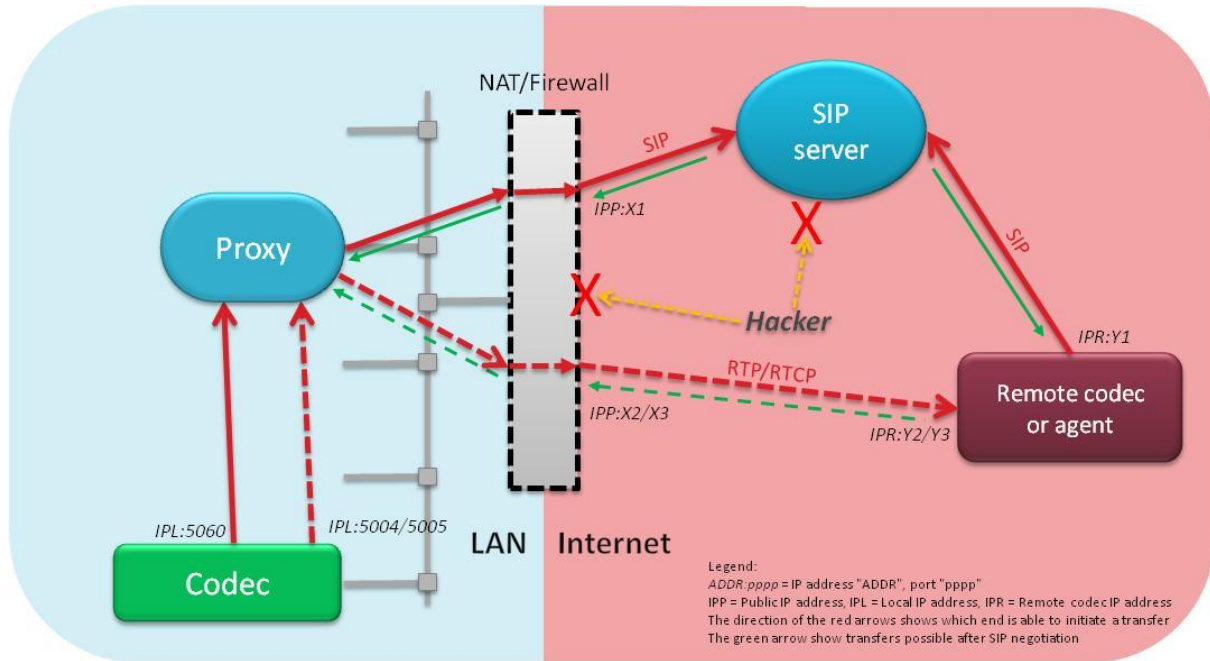 NAT/Firewall
SIP
server
SIP
IPP:X1
Proxy
SIP
X
X
Hacker
IPR:Y1
RTP/RTCP
IPP:X2/X3
IPR:Y2/Y3
Remote codec
or agent
IPL:5060
IPL:5004/5005
Codec
LAN
Internet
Legend:
ADDR:pppp = IP address "ADDR", port "pppp"
IPP = Public IP address, IPL = Local IP address, IPR = Remote codec IP address
The direction of the red arrows shows which end is able to initiate a transfer
The green arrow show transfers possible after SIP negotiation